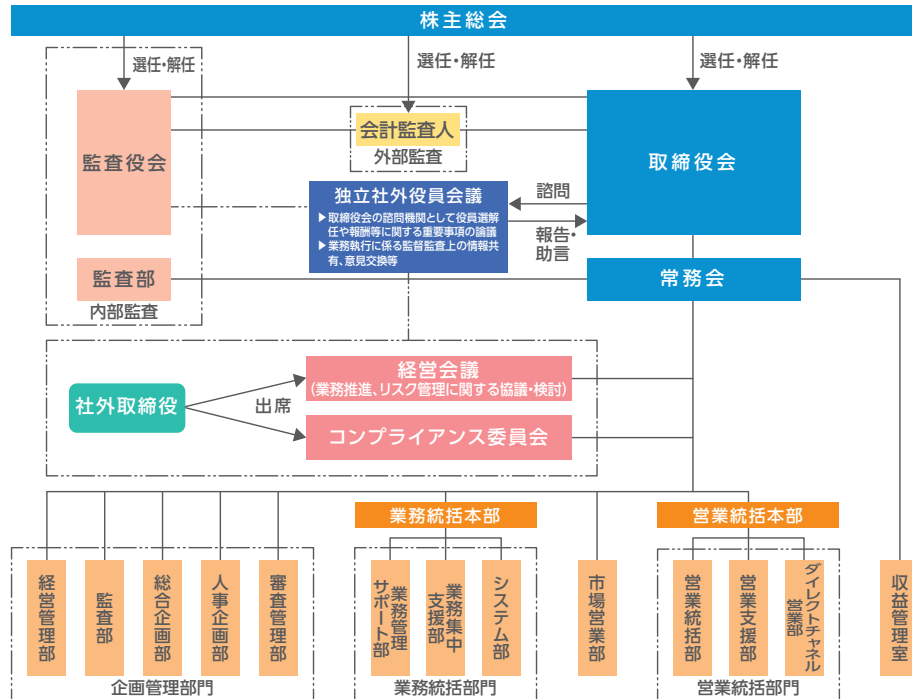 株主総会
選任・解任
選任・解任
選任・解任
監査役会
会計監査人
外部監査
取締役会
独立社外役員会議
▶取締役会の諮問機関として役員選解
任や報酬等に関する重要事項の論議
▶業務執行に係る監督監査上の情報共
有、意見交換等
諮問
報告・
助言
監査部
内部監査
常務会
社外取締役
出席
経営会議
(業務推進、リスク管理に関する協議・検討)
コンプライアンス委員会
業務統括本部
営業統括本部
経営管理部
監査部
総合企画部
人事企画部
審査管理部
企画管理部門
業務管理
サポート部
業務集中
支援部
システム部
業務統括部門
市場営業部
営業統括部
営業支援部
ダイレクトチャネル
営業部
営業統括部門
収益管理室